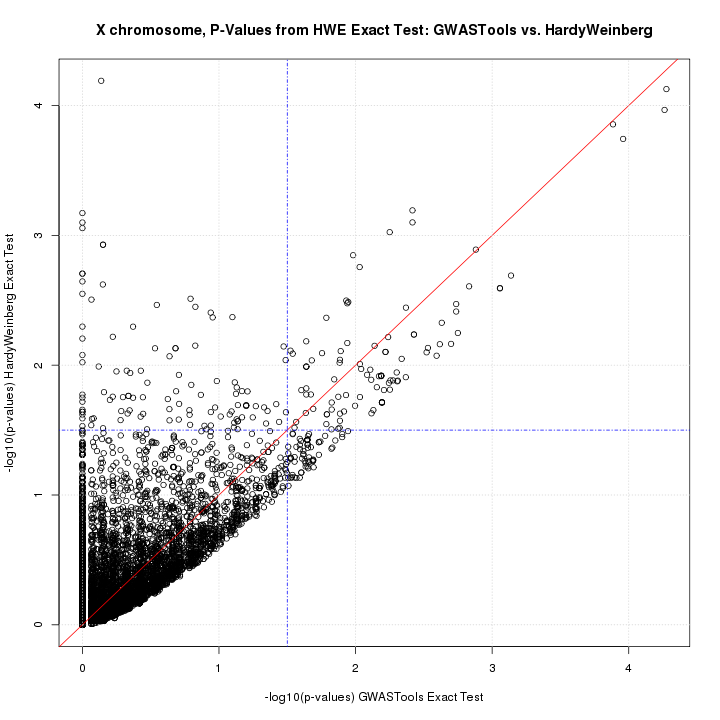 X chromosome, P-Values from HWE Exact Test: GWASTools vs. HardyWeinberg
-log10(p-values) HardyWeinberg Exact Test
4
3
2
1
0
0 1 2 3 4
-log10(p-values) GWASTools Exact Test